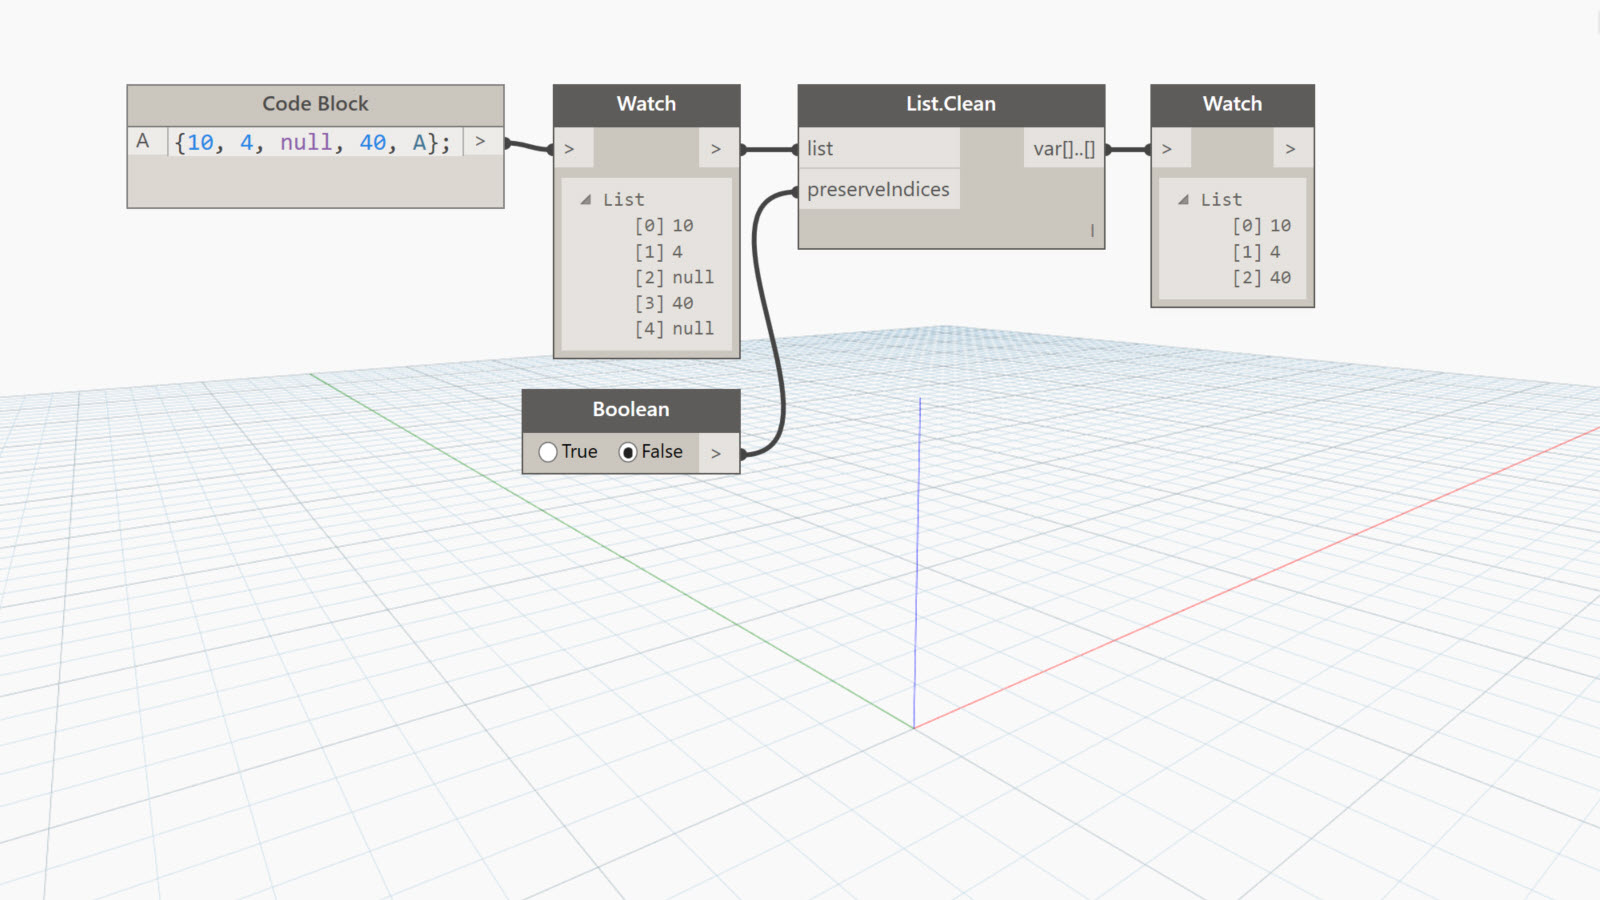 Code Block
A {10, 4, null, 40, A}; >
Watch
> >
List
[0] 10
[1] 4
[2] null
[3] 40
[4] null
Boolean
True False >
List.Clean
list var[]..[]
preserveIndices
Watch
> >
List
[0] 10
[1] 4
[2] 40